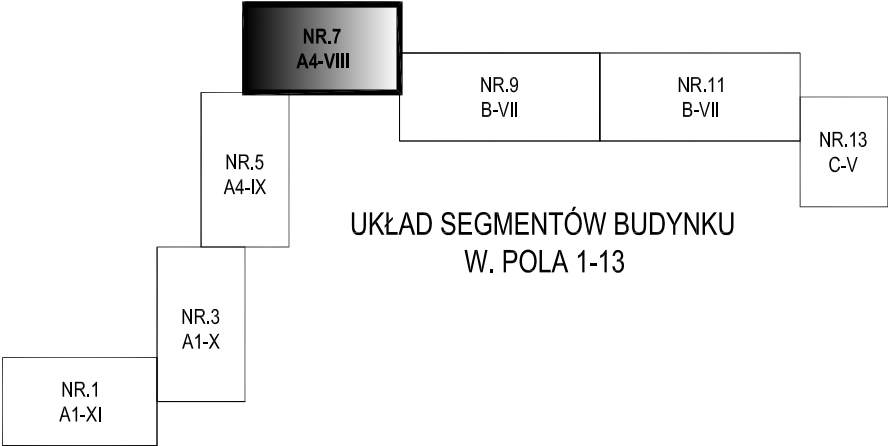 NR.7
A4-VIII
NR.9
B-VII
NR.11
B-VII
NR.13
C-V
NR.5
A4-IX
UKŁAD SEGMENTÓW BUDYNKU
W. POLA 1-13
NR.3
A1-X
NR.1
A1-XI